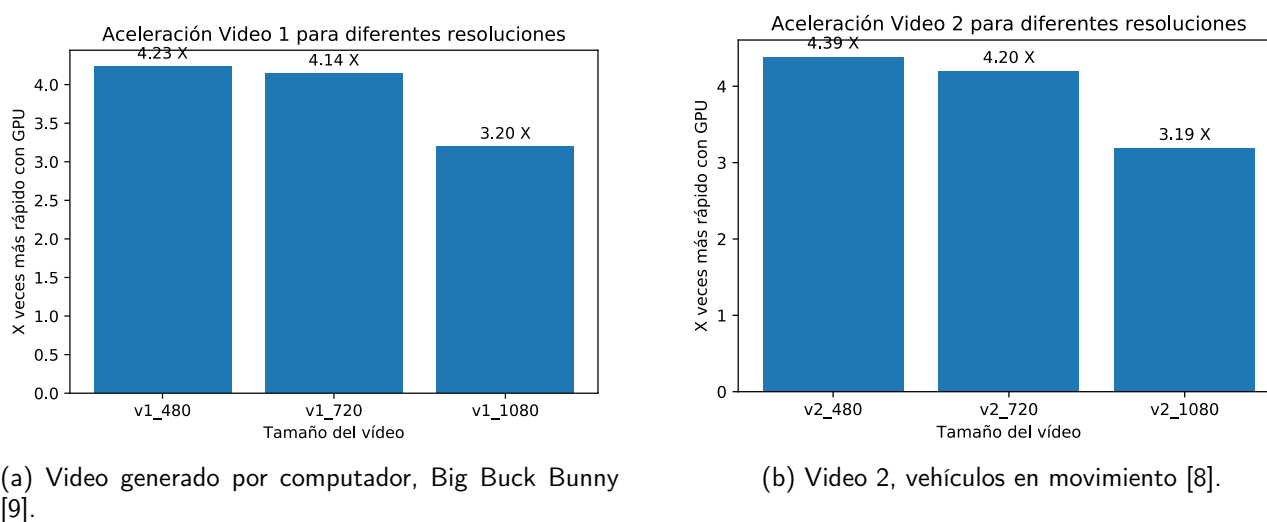 Aceleración Video 1 para diferentes resoluciones
4.23 X
4.14 X
3.20 X
4.0
3.5
3.0
2.5
2.0
1.5
1.0
0.5
0.0
X veces más rápido con GPU
v1_480
v1_720
v1_1080
Tamaño del vídeo
(a) Video generado por computador, Big Buck Bunny
[9].
Aceleración Video 2 para diferentes resoluciones
4.39 X
4.20 X
3.19 X
4
3
2
1
0
X veces más rápido con GPU
v2_480
v2_720
v2_1080
Tamaño del vídeo
(b) Video 2, vehículos en movimiento [8].